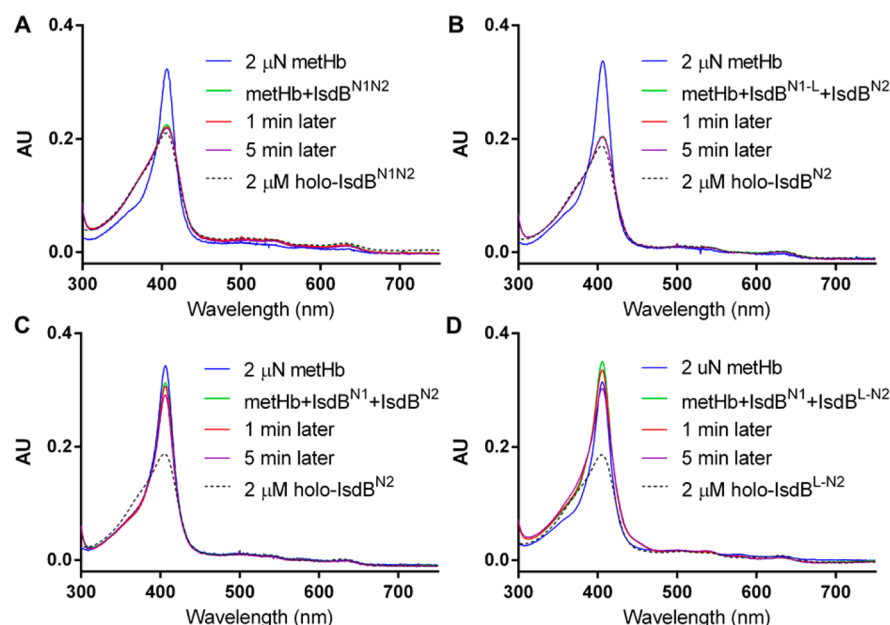 A
0.4
0.2
0.0
AU
300 400 500 600 700
Wavelength (nm)
2 μN metHb
metHb+IsdB^N1N2
1 min later
5 min later
2 μM holo-IsdB^N1N2
B
0.4
0.2
0.0
AU
300 400 500 600 700
Wavelength (nm)
2 μN metHb
metHb+IsdB^N1-L+IsdB^N2
1 min later
5 min later
2 μM holo-IsdB^N2
C
0.4
0.2
0.0
AU
300 400 500 600 700
Wavelength (nm)
2 μN metHb
metHb+IsdB^N1+IsdB^N2
1 min later
5 min later
2 μM holo-IsdB^N2
D
0.4
0.2
0.0
AU
300 400 500 600 700
Wavelength (nm)
2 uN metHb
metHb+IsdB^N1+IsdB^L-N2
1 min later
5 min later
2 μM holo-IsdB^L-N2